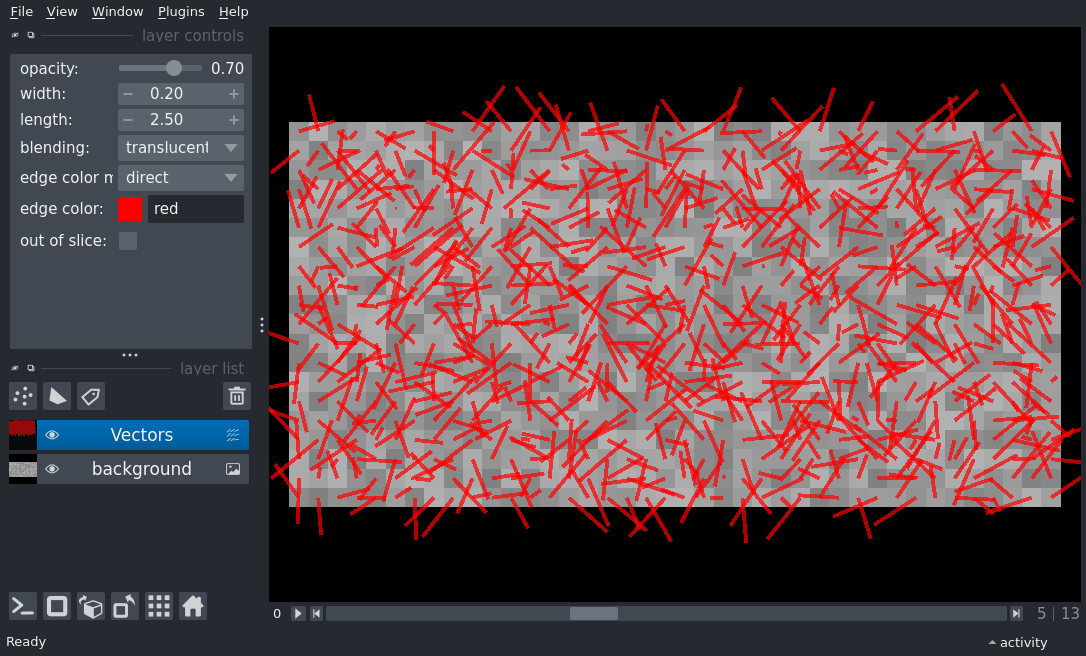 File View Window Plugins Help
layer controls
opacity: 0.70
width: 0.20
length: 2.50
blending: translucent
edge color m direct
edge color: red
out of slice:
layer list
Vectors
background
0 5 | 13
Ready activity